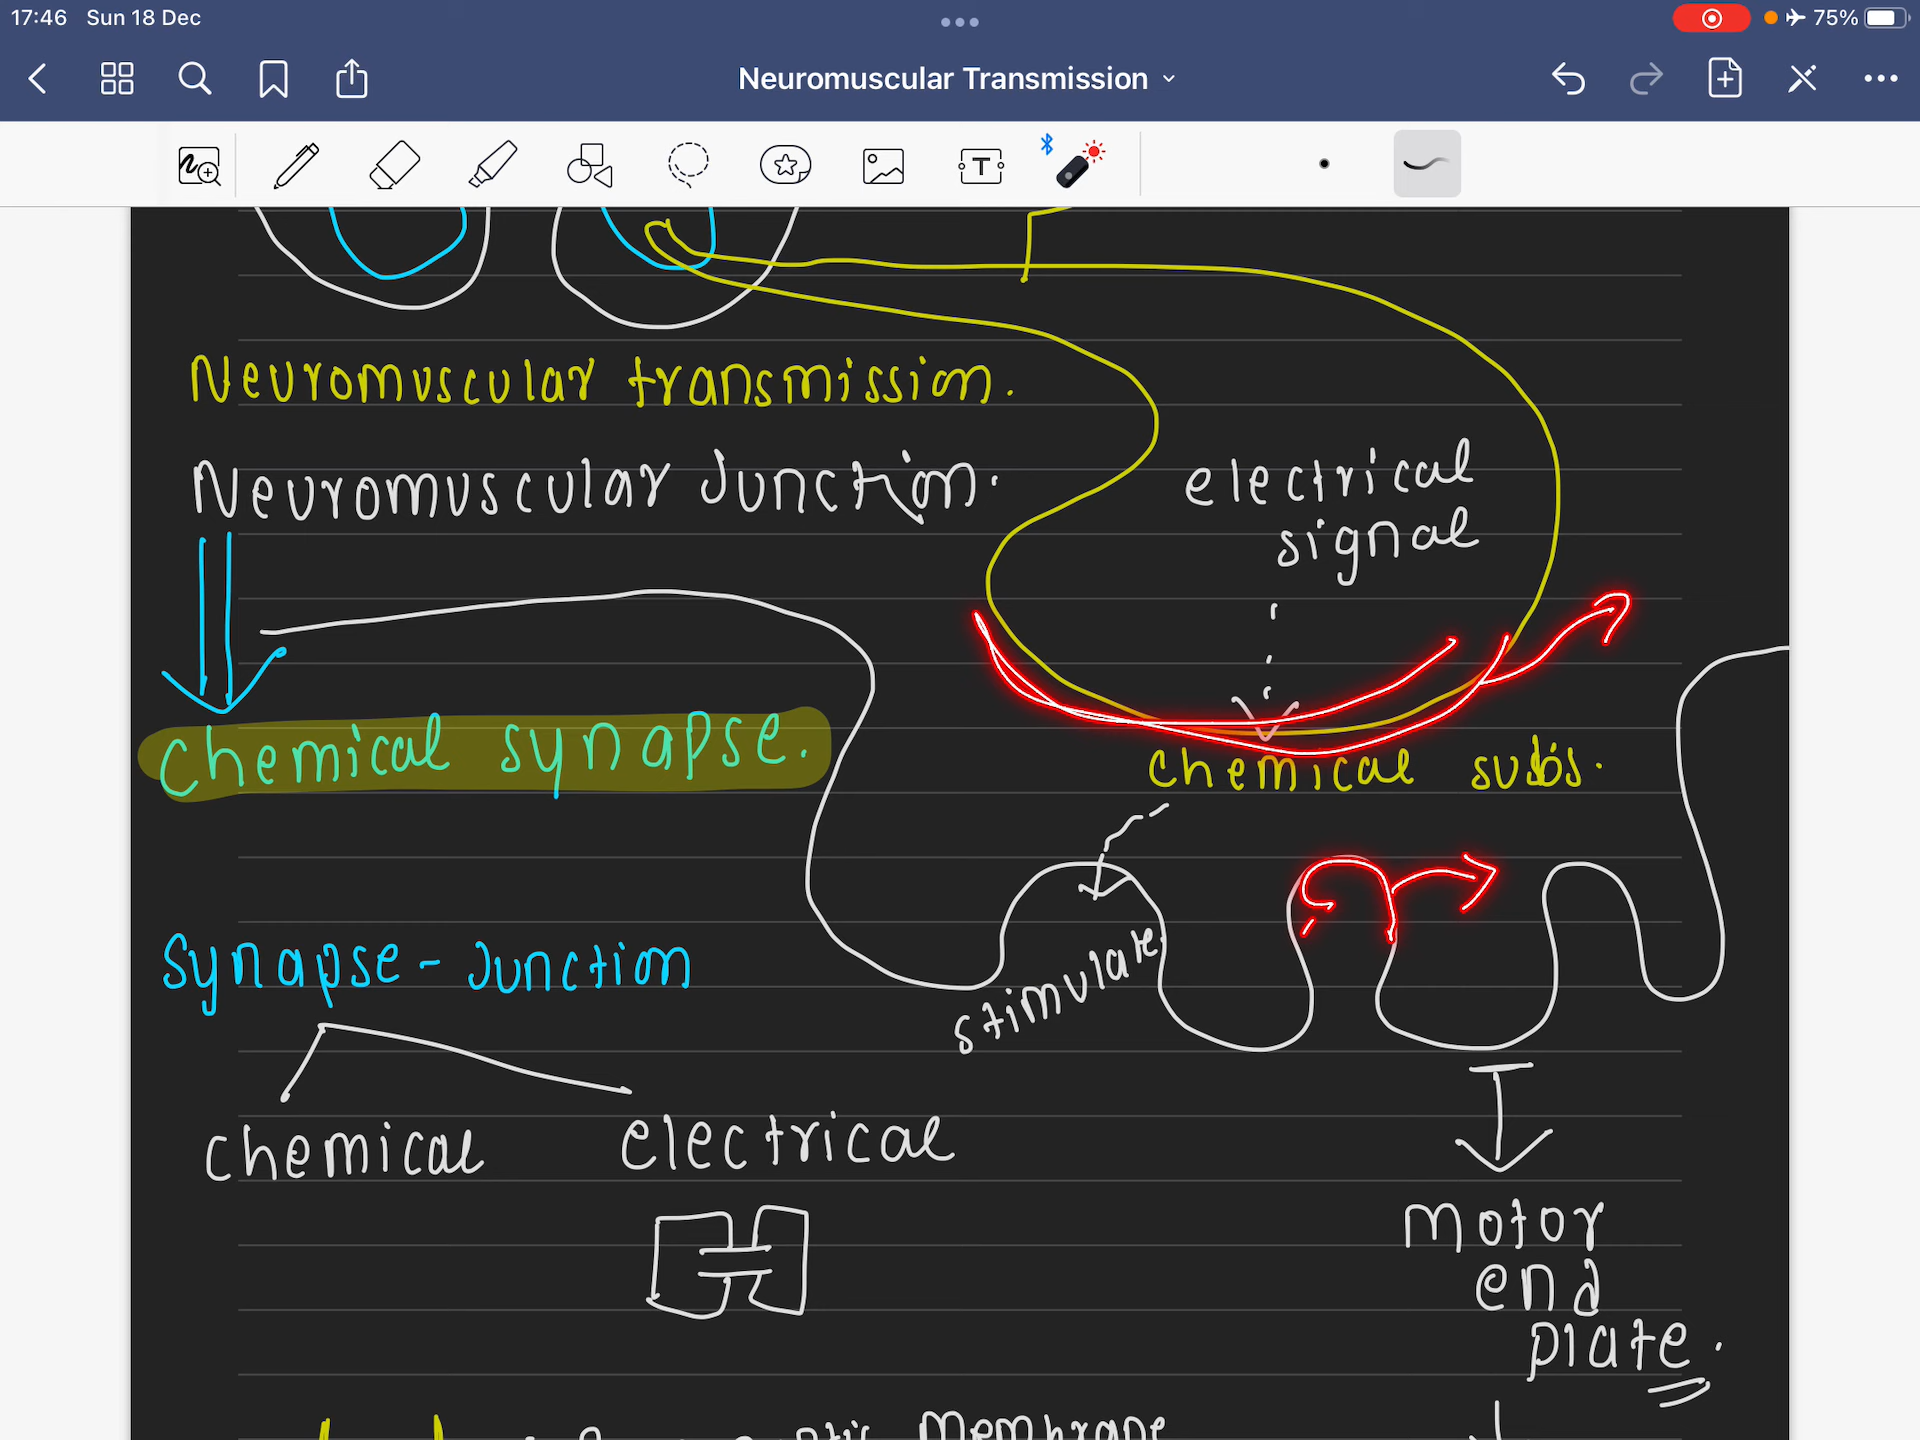 17:46 Sun 18 Dec
75%
Neuromuscular Transmission
T
Neuromuscular transmission.
Neuromuscular Junction.
electrical
signal
chemical synapse.
chemical subs.
stimulate
synapse - Junction
chemical electrical
motor
end
plate.
Membrane